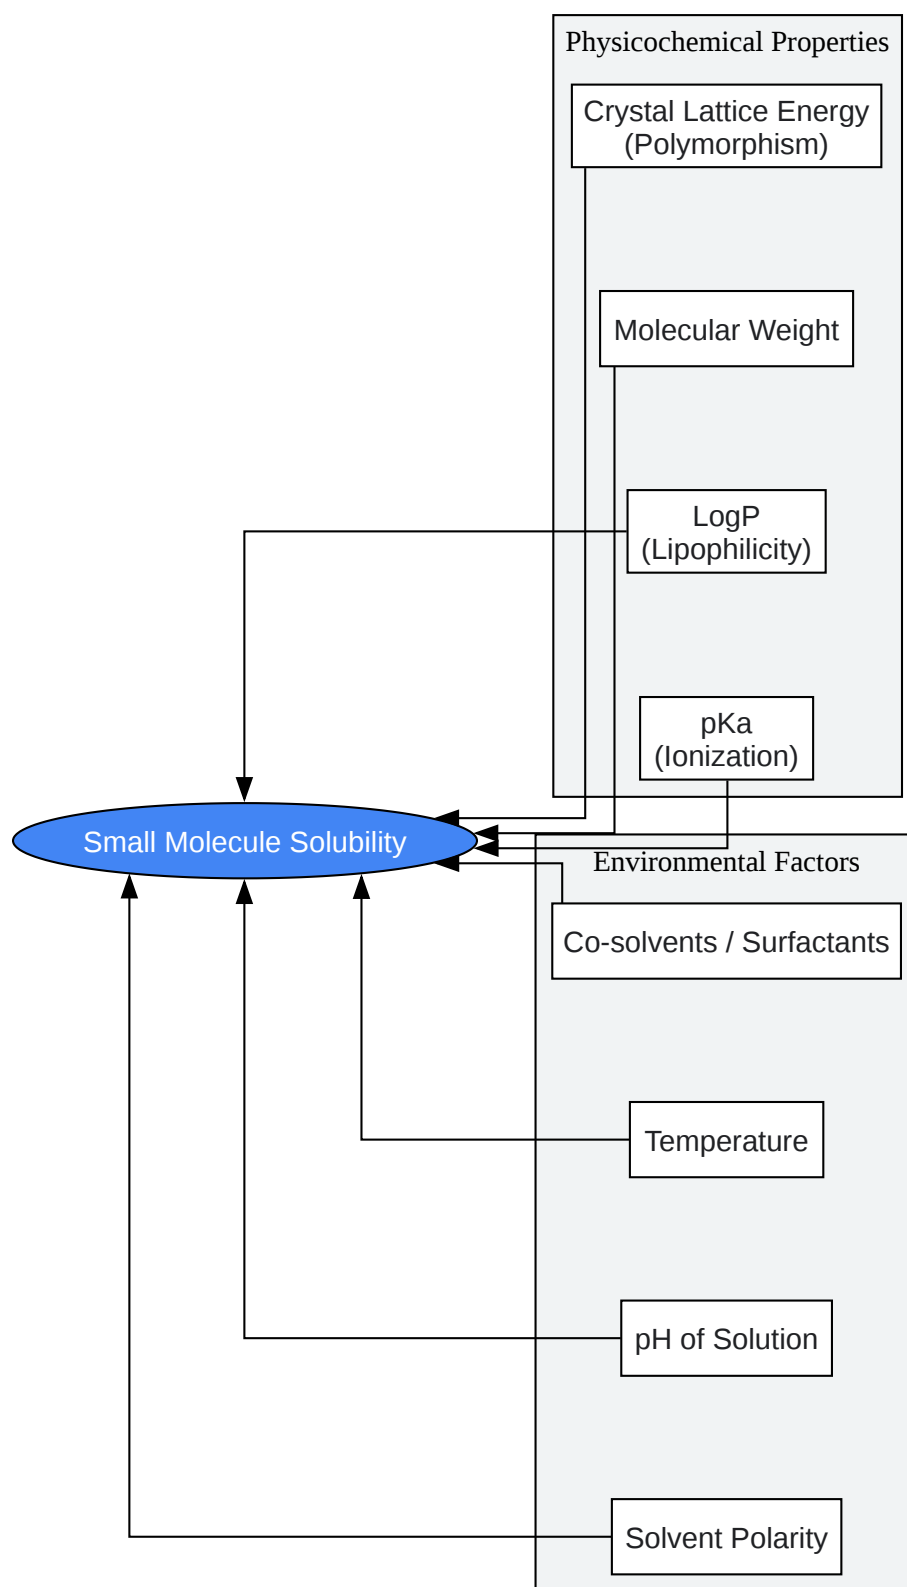 Physicochemical Properties
Crystal Lattice Energy
(Polymorphism)
Molecular Weight
LogP
(Lipophilicity)
pKa
(Ionization)
Small Molecule Solubility
Environmental Factors
Co-solvents / Surfactants
Temperature
pH of Solution
Solvent Polarity